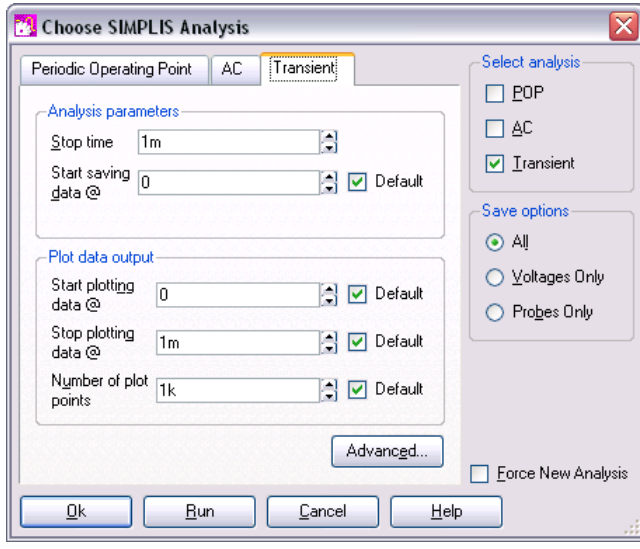 Choose SIMPLIS Analysis
Periodic Operating Point
AC
Transient
Analysis parameters
Stop time
1m
Start saving
data @
0
Default
Plot data output
Start plotting
data @
0
Default
Stop plotting
data @
1m
Default
Number of plot
points
1k
Default
Advanced...
Select analysis
POP
AC
Transient
Save options
All
Voltages Only
Probes Only
Force New Analysis
Ok
Run
Cancel
Help